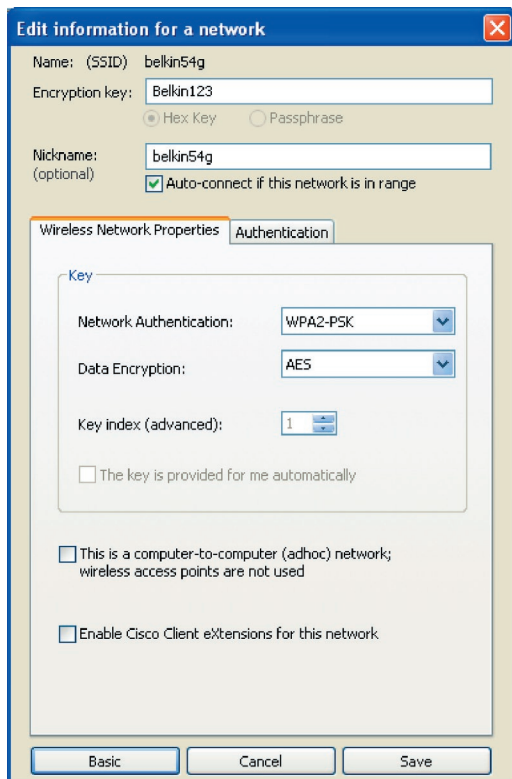 Edit information for a network
Name: (SSID) belkin54g
Encryption key: Belkin123
Hex Key Passphrase
Nickname: belkin54g
(optional)
Auto-connect if this network is in range
Wireless Network Properties Authentication
Key
Network Authentication: WPA2-PSK
Data Encryption: AES
Key index (advanced): 1
The key is provided for me automatically
This is a computer-to-computer (adhoc) network;
wireless access points are not used
Enable Cisco Client eXtensions for this network
Basic Cancel Save